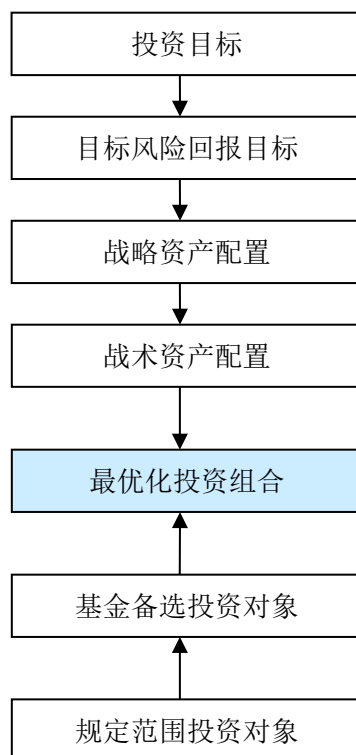 投资目标
目标风险回报目标
战略资产配置
战术资产配置
最优化投资组合
基金备选投资对象
规定范围投资对象